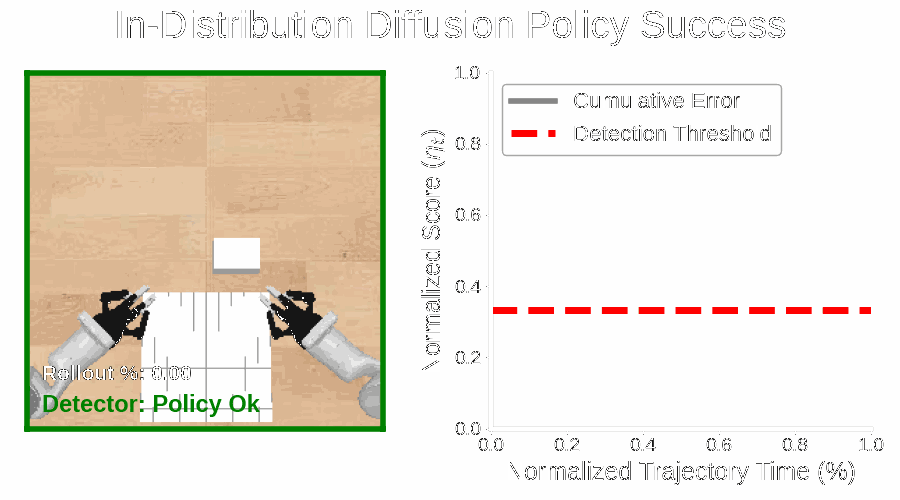 In-Distribution Diffusion Policy Success
Rollout %: 0.00
Detector: Policy Ok
Cumulative Error
Detection Threshold
Normalized Score (ηt)
1.0
0.8
0.6
0.4
0.2
0.0
0.0 0.2 0.4 0.6 0.8 1.0
Normalized Trajectory Time (%)